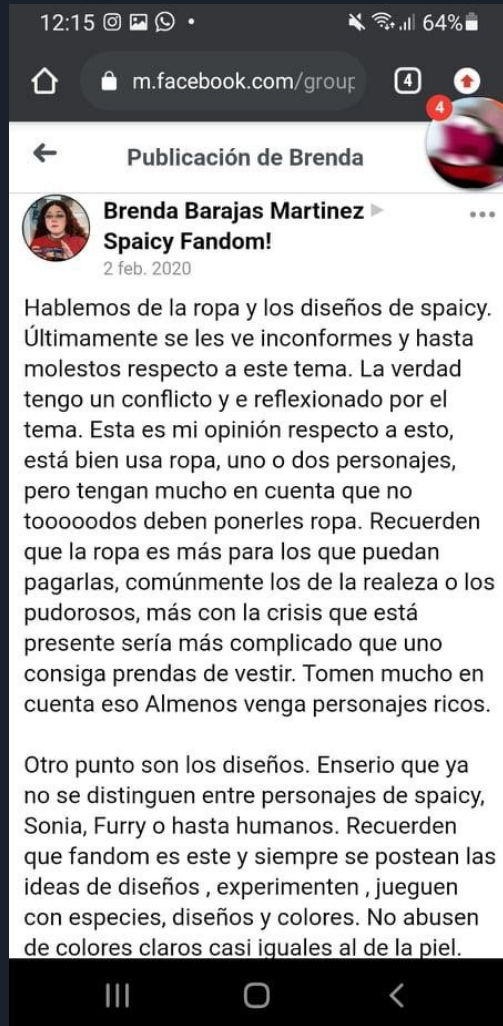 12:15
64%
m.facebook.com/group
4
4
Publicación de Brenda
Brenda Barajas Martinez
Spaicy Fandom!
2 feb. 2020
Hablemos de la ropa y los diseños de spaicy.
Últimamente se les ve inconformes y hasta
molestos respecto a este tema. La verdad
tengo un conflicto y e reflexionado por el
tema. Esta es mi opinión respecto a esto,
está bien usa ropa, uno o dos personajes,
pero tengan mucho en cuenta que no
tooooodos deben ponerles ropa. Recuerden
que la ropa es más para los que puedan
pagarlas, comúnmente los de la realeza o los
pudorosos, más con la crisis que está
presente sería más complicado que uno
consiga prendas de vestir. Tomen mucho en
cuenta eso Almenos venga personajes ricos.
Otro punto son los diseños. Enserio que ya
no se distinguen entre personajes de spaicy,
Sonia, Furry o hasta humanos. Recuerden
que fandom es este y siempre se postean las
ideas de diseños , experimenten , jueguen
con especies, diseños y colores. No abusen
de colores claros casi iguales al de la piel.